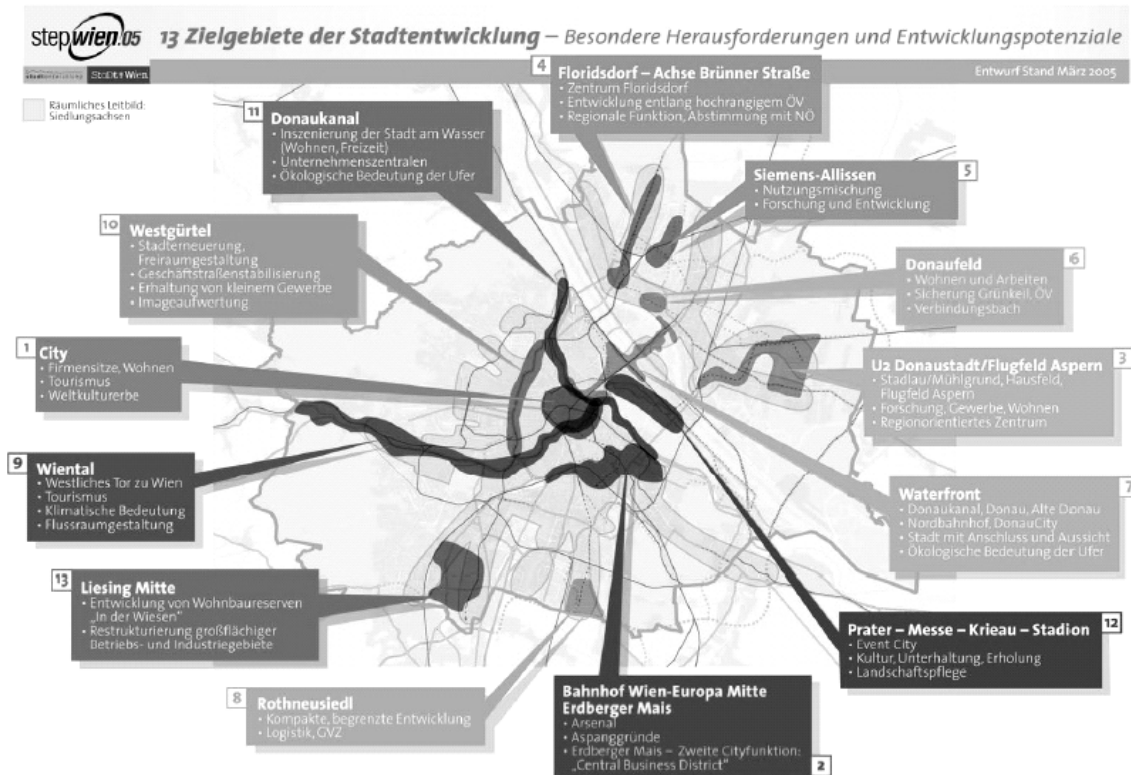 stepwien.05
13 Zielgebiete der Stadtentwicklung – Besondere Herausforderungen und Entwicklungspotenziale
StaDt Wien
Entwurf Stand März 2005
Räumliches Leitbild:
Siedlungsachsen
4
Floridsdorf – Achse Brünner Straße
• Zentrum Floridsdorf
• Entwicklung entlang hochrangigem ÖV
• Regionale Funktion, Abstimmung mit NÖ
11
Donaukanal
• Inszenierung der Stadt am Wasser
(Wohnen, Freizeit)
• Unternehmenszentralen
• Ökologische Bedeutung der Ufer
5
Siemens-Allissen
• Nutzungsmischung
• Forschung und Entwicklung
10
Westgürtel
• Stadterneuerung,
Freiraumgestaltung
• Geschäftstraßenstabilisierung
• Erhaltung von kleinem Gewerbe
• Imageaufwertung
6
Donaufeld
• Wohnen und Arbeiten
• Sicherung Grünkeil, ÖV
• Verbindungsbach
1
City
• Firmensitze, Wohnen
• Tourismus
• Weltkulturerbe
3
U2 Donaustadt/Flugfeld Aspern
• Stadlau/Mühlgrund, Hausfeld,
Flugfeld Aspern
• Forschung, Gewerbe, Wohnen
• Regionorientiertes Zentrum
9
Wiental
• Westliches Tor zu Wien
• Tourismus
• Klimatische Bedeutung
• Flussraumgestaltung
7
Waterfront
• Donaukanal, Donau, Alte Donau
• Nordbahnhof, DonauCity
• Stadt mit Anschluss und Aussicht
• Ökologische Bedeutung der Ufer
13
Liesing Mitte
• Entwicklung von Wohnbaureserven
„In der Wiesen"
• Restrukturierung großflächiger
Betriebs- und Industriegebiete
12
Prater – Messe – Krieau – Stadion
• Event City
• Kultur, Unterhaltung, Erholung
• Landschaftspflege
8
Rothneusiedl
• Kompakte, begrenzte Entwicklung
• Logistik, GVZ
Bahnhof Wien-Europa Mitte
Erdberger Mais
• Arsenal
• Aspanggründe
• Erdberger Mais – Zweite Cityfunktion:
„Central Business District"
2